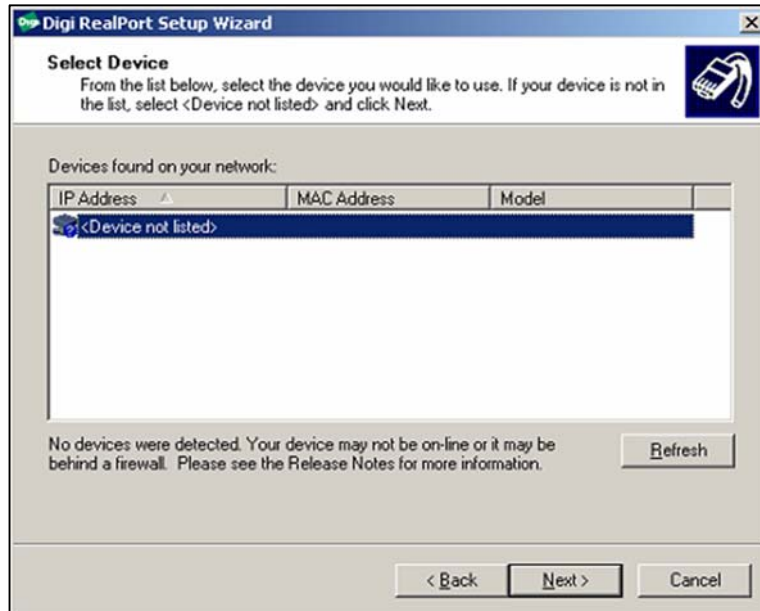 Digi RealPort Setup Wizard
Select Device
From the list below, select the device you would like to use. If your device is not in
the list, select <Device not listed> and click Next.
Devices found on your network:
IP Address MAC Address Model
<Device not listed>
No devices were detected. Your device may not be on-line or it may be
behind a firewall. Please see the Release Notes for more information.
Refresh
< Back Next > Cancel